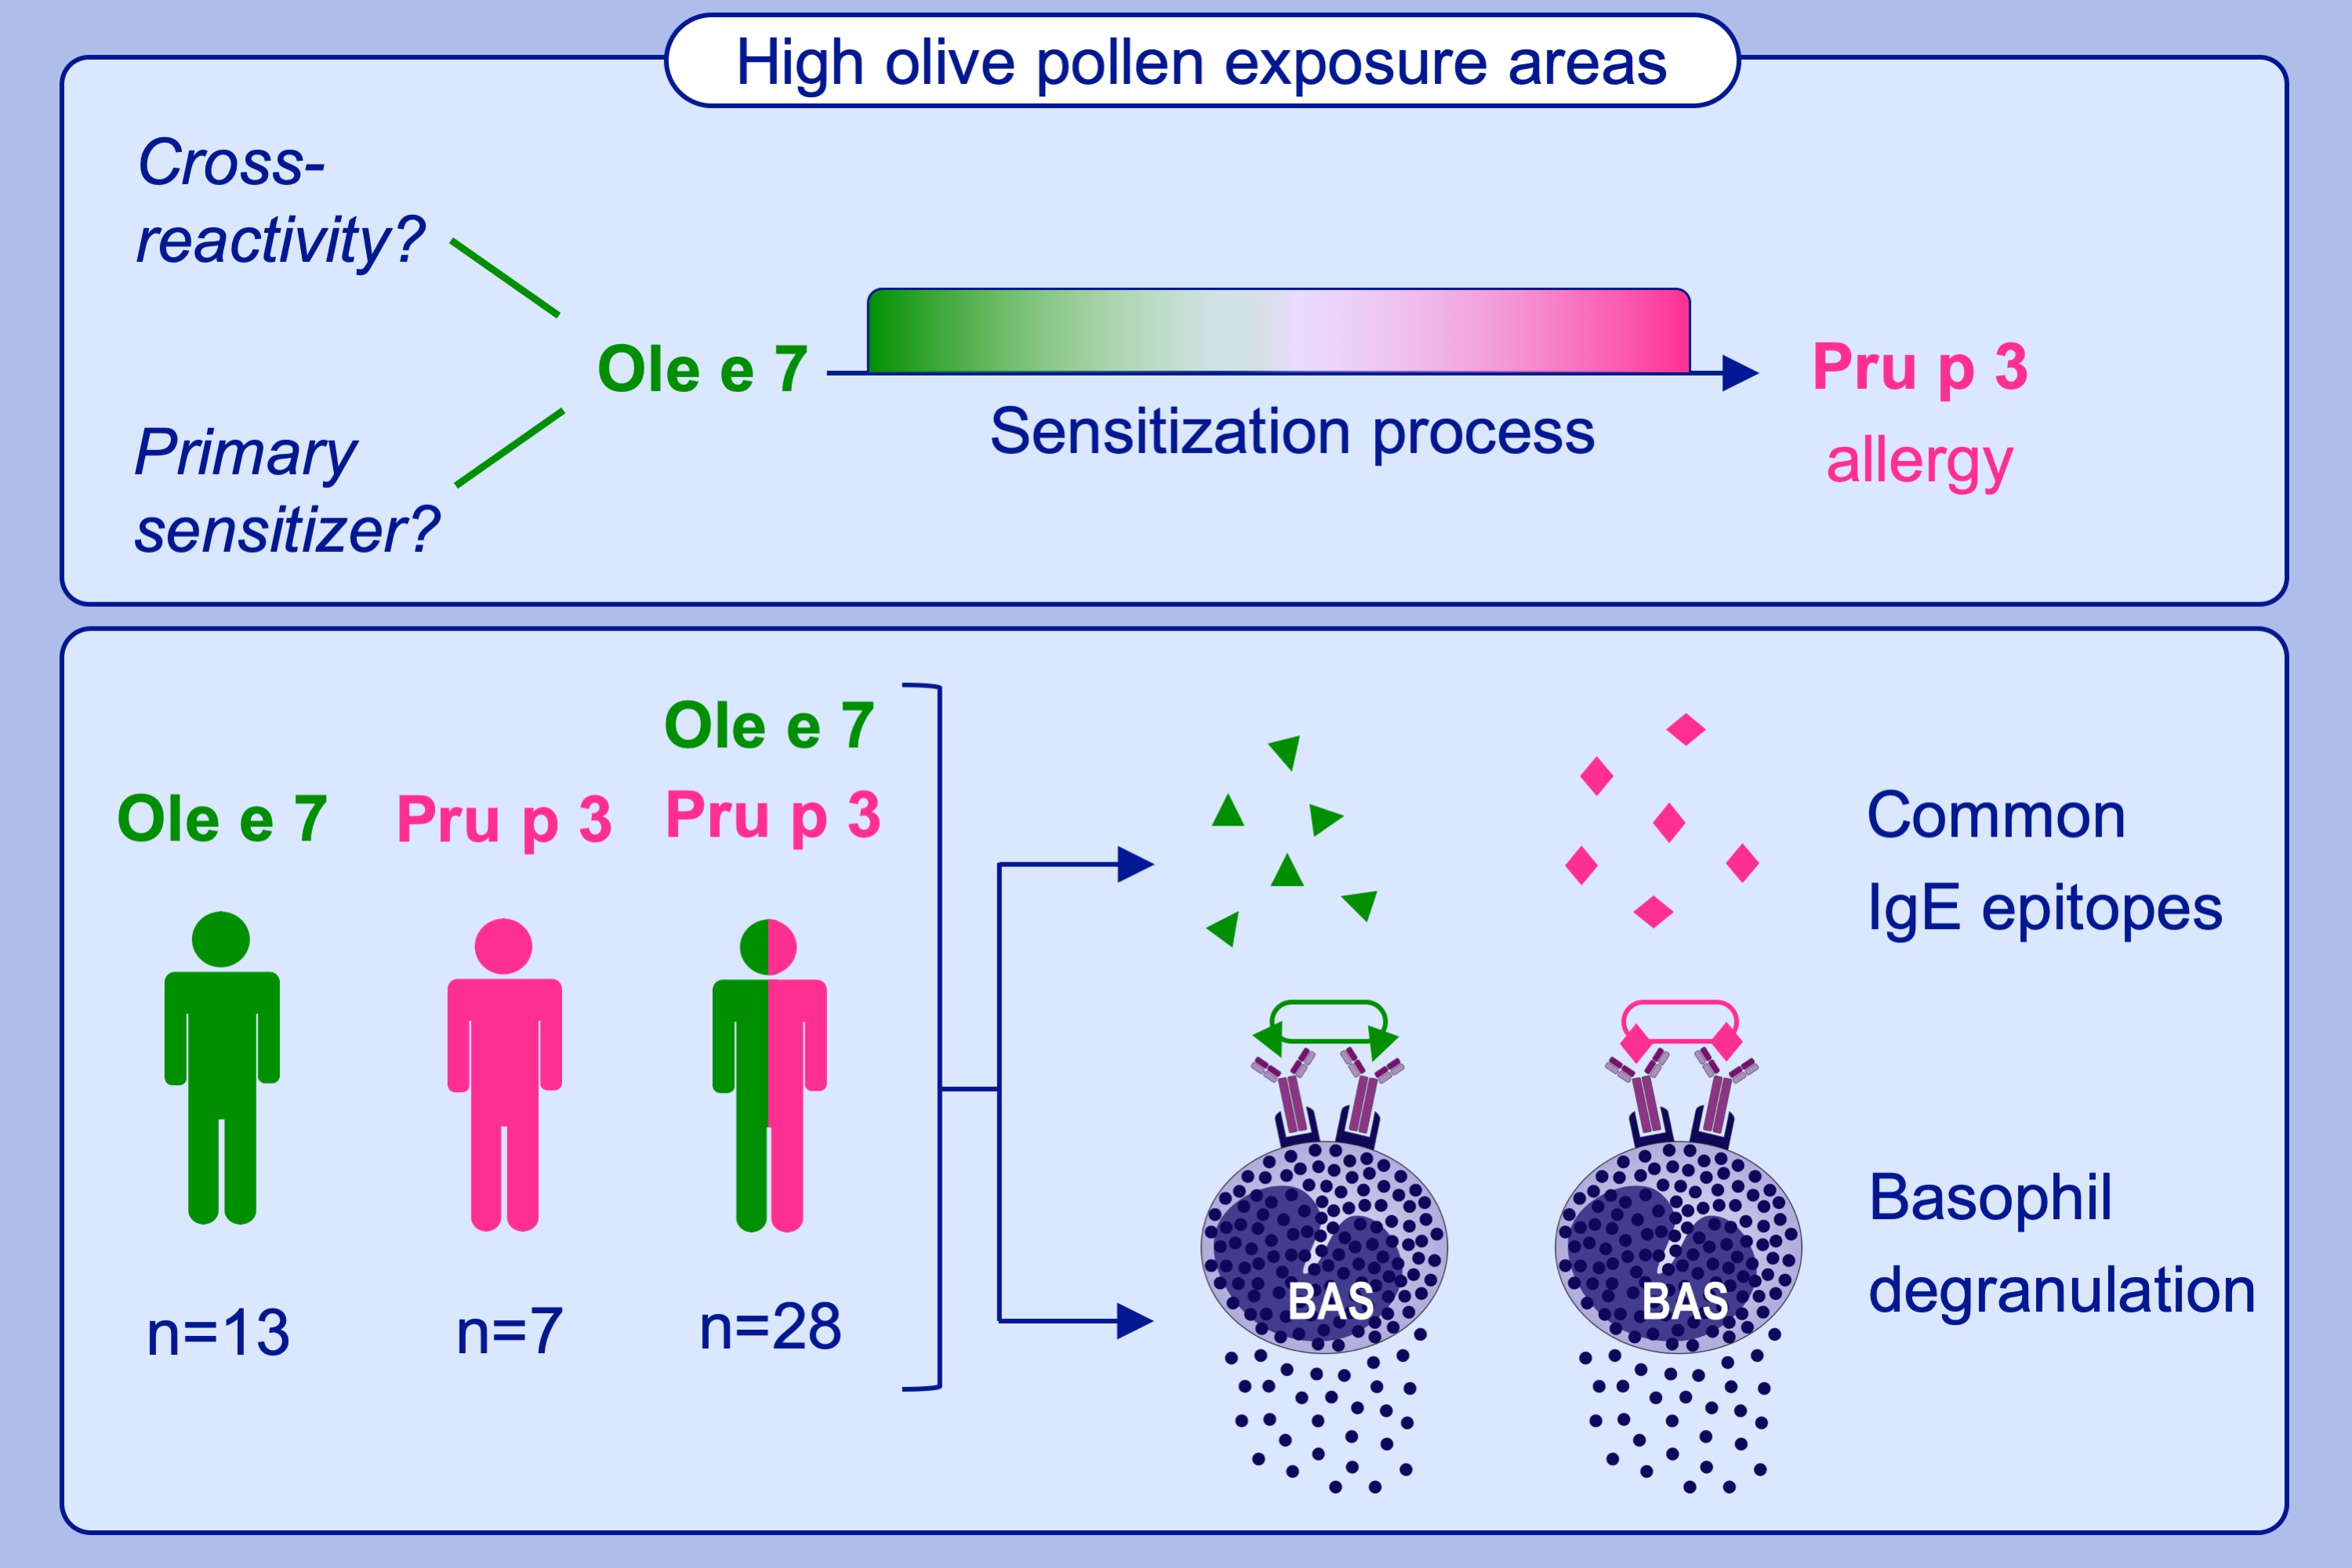 High olive pollen exposure areas
Cross-
reactivity?
Primary
sensitizer?
Ole e 7
Sensitization process
Pru p 3
allergy
Ole e 7
Pru p 3
Ole e 7
Pru p 3
n=13
n=7
n=28
Common
IgE epitopes
BAS
BAS
Basophil
degranulation